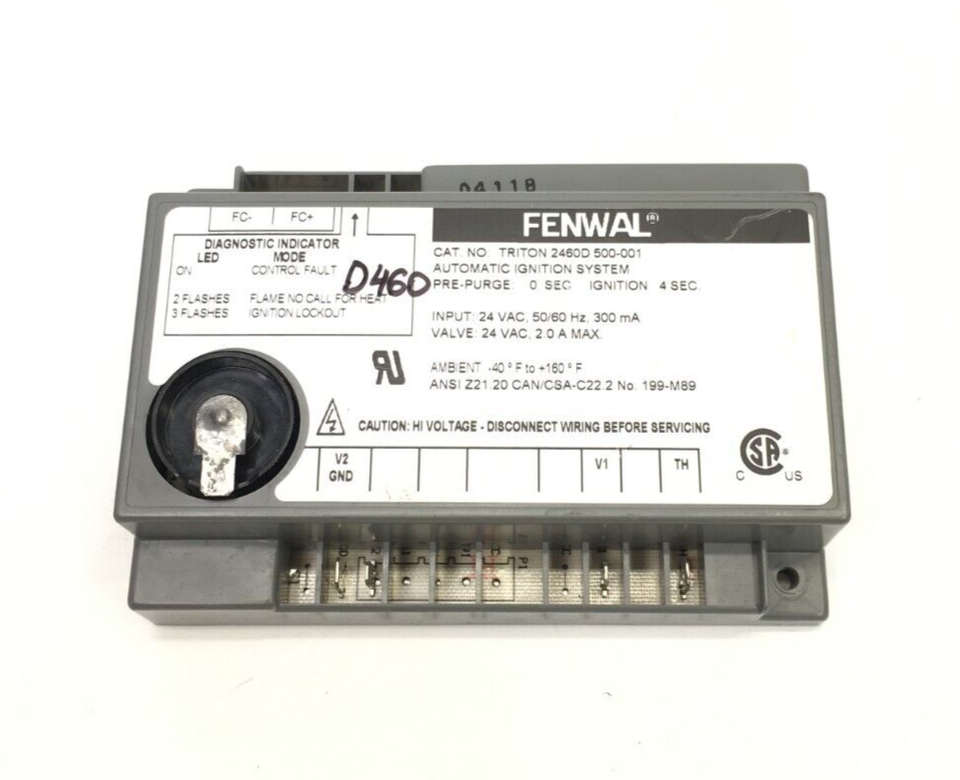 04118
FC- FC+
DIAGNOSTIC INDICATOR
LED MODE
ON CONTROL FAULT
2 FLASHES FLAME NO CALL FOR HEAT
3 FLASHES IGNITION LOCKOUT
D460
FENWAL®
CAT. NO. TRITON 2460D 500-001
AUTOMATIC IGNITION SYSTEM
PRE-PURGE: 0 SEC IGNITION 4 SEC.
INPUT: 24 VAC, 50/60 Hz, 300 mA
VALVE: 24 VAC, 2.0 A MAX.
AMBIENT -40 ° F to +160 ° F
ANSI Z21.20 CAN/CSA-C22.2 No. 199-M89
CAUTION: HI VOLTAGE - DISCONNECT WIRING BEFORE SERVICING
V2 V1 TH
GND
C SA ® US
P1